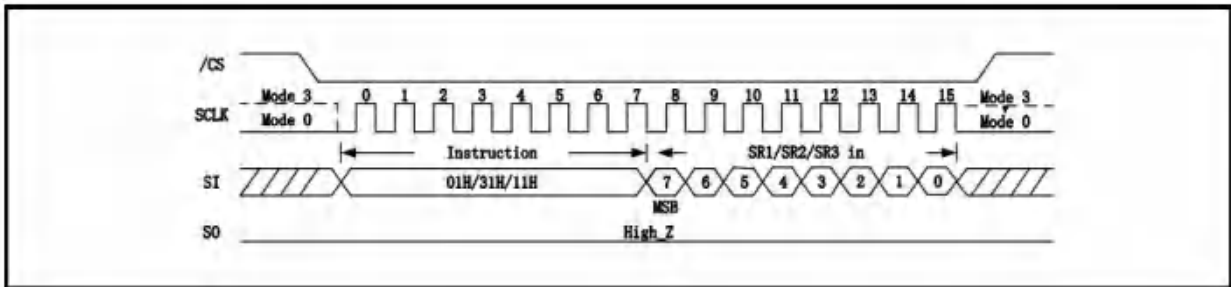 /CS
Mode 3 0 1 2 3 4 5 6 7 8 9 10 11 12 13 14 15 Mode 3
SCLK
Mode 0 Mode 0
Instruction SR1/SR2/SR3 in
SI 01H/31H/11H 7 6 5 4 3 2 1 0
MSB
SO High_Z